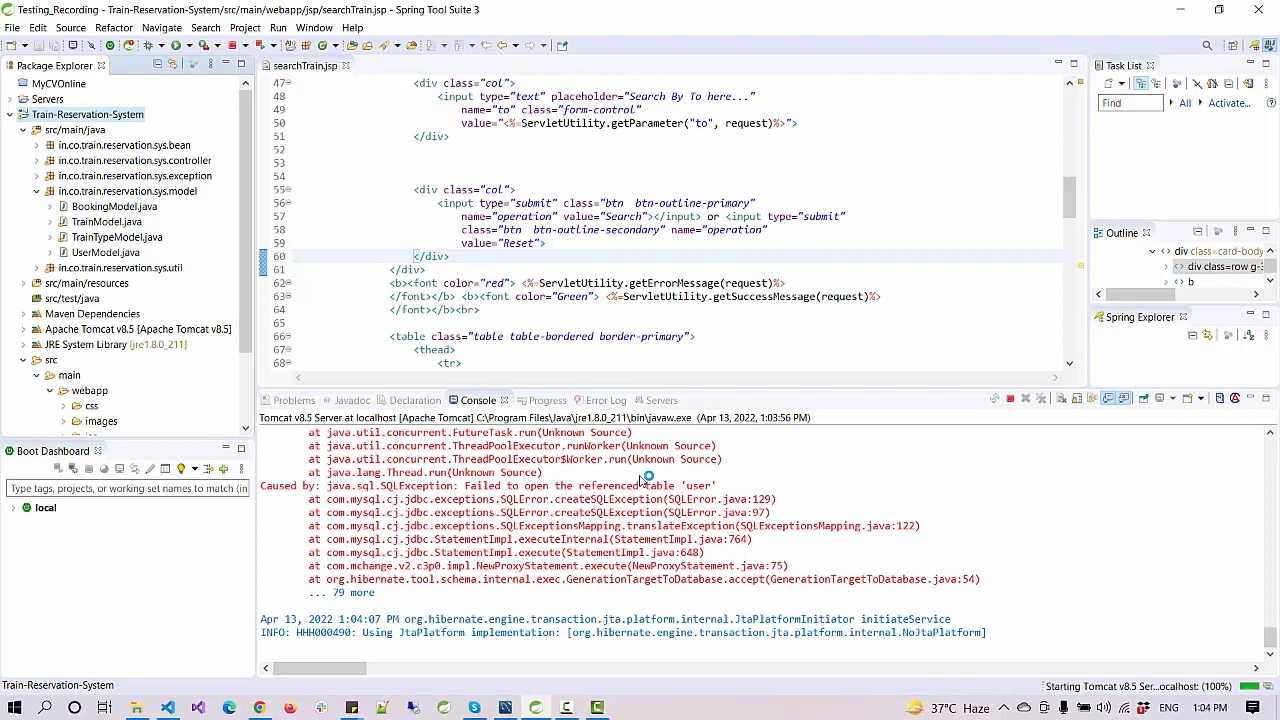 Testing_Recording - Train-Reservation-System/src/main/webapp/jsp/searchTrain.jsp - Spring Tool Suite 3
File Edit Source Refactor Navigate Search Project Run Window Help
Package Explorer
MyCVOnline
Servers
Train-Reservation-System
src/main/java
in.co.train.reservation.sys.bean
in.co.train.reservation.sys.controller
in.co.train.reservation.sys.exception
in.co.train.reservation.sys.model
BookingModel.java
TrainModel.java
TrainTypeModel.java
UserModel.java
in.co.train.reservation.sys.util
src/main/resources
src/test/java
Maven Dependencies
Apache Tomcat v8.5 [Apache Tomcat v8.5]
JRE System Library [jre1.8.0_211]
src
main
webapp
css
images
Boot Dashboard
Type tags, projects, or working set names to match (incl
local
searchTrain.jsp
47 <div class="col">
48 <input type="text" placeholder="Search By To here..."
49 name="to" class="form-control"
50 value="<%=ServletUtility.getParameter("to", request)%>">
51 </div>
52
53
54
55 <div class="col">
56 <input type="submit" class="btn btn-outline-primary"
57 name="operation" value="Search"></input> or <input type="submit"
58 class="btn btn-outline-secondary" name="operation"
59 value="Reset">
60 </div>
61 </div>
62 <b><font color="red"> <%=ServletUtility.getErrorMessage(request)%>
63 </font></b> <b><font color="Green"> <%=ServletUtility.getSuccessMessage(request)%>
64 </font></b><br>
65
66 <table class="table table-bordered border-primary">
67 <thead>
68 <tr>
Task List
Find All Activate...
Outline
div class=card-body
div class=row g-3
b
Spring Explorer
Problems Javadoc Declaration Console Progress Error Log Servers
Tomcat v8.5 Server at localhost [Apache Tomcat] C:\Program Files\Java\jre1.8.0_211\bin\javaw.exe (Apr 13, 2022, 1:03:56 PM)
at java.util.concurrent.FutureTask.run(Unknown Source)
at java.util.concurrent.ThreadPoolExecutor.runWorker(Unknown Source)
at java.util.concurrent.ThreadPoolExecutor$Worker.run(Unknown Source)
at java.lang.Thread.run(Unknown Source)
Caused by: java.sql.SQLException: Failed to open the referenced table 'user'
at com.mysql.cj.jdbc.exceptions.SQLError.createSQLException(SQLError.java:129)
at com.mysql.cj.jdbc.exceptions.SQLError.createSQLException(SQLError.java:97)
at com.mysql.cj.jdbc.exceptions.SQLExceptionsMapping.translateException(SQLExceptionsMapping.java:122)
at com.mysql.cj.jdbc.StatementImpl.executeInternal(StatementImpl.java:764)
at com.mysql.cj.jdbc.StatementImpl.execute(StatementImpl.java:648)
at com.mchange.v2.c3p0.impl.NewProxyStatement.execute(NewProxyStatement.java:75)
at org.hibernate.tool.schema.internal.exec.GenerationTargetToDatabase.accept(GenerationTargetToDatabase.java:54)
... 79 more
Apr 13, 2022 1:04:07 PM org.hibernate.engine.transaction.jta.platform.internal.JtaPlatformInitiator initiateService
INFO: HHH000490: Using JtaPlatform implementation: [org.hibernate.engine.transaction.jta.platform.internal.NoJtaPlatform]
Train-Reservation-System
Starting Tomcat v8.5 Ser...ocalhost: (100%)
37°C Haze
ENG
1:04 PM